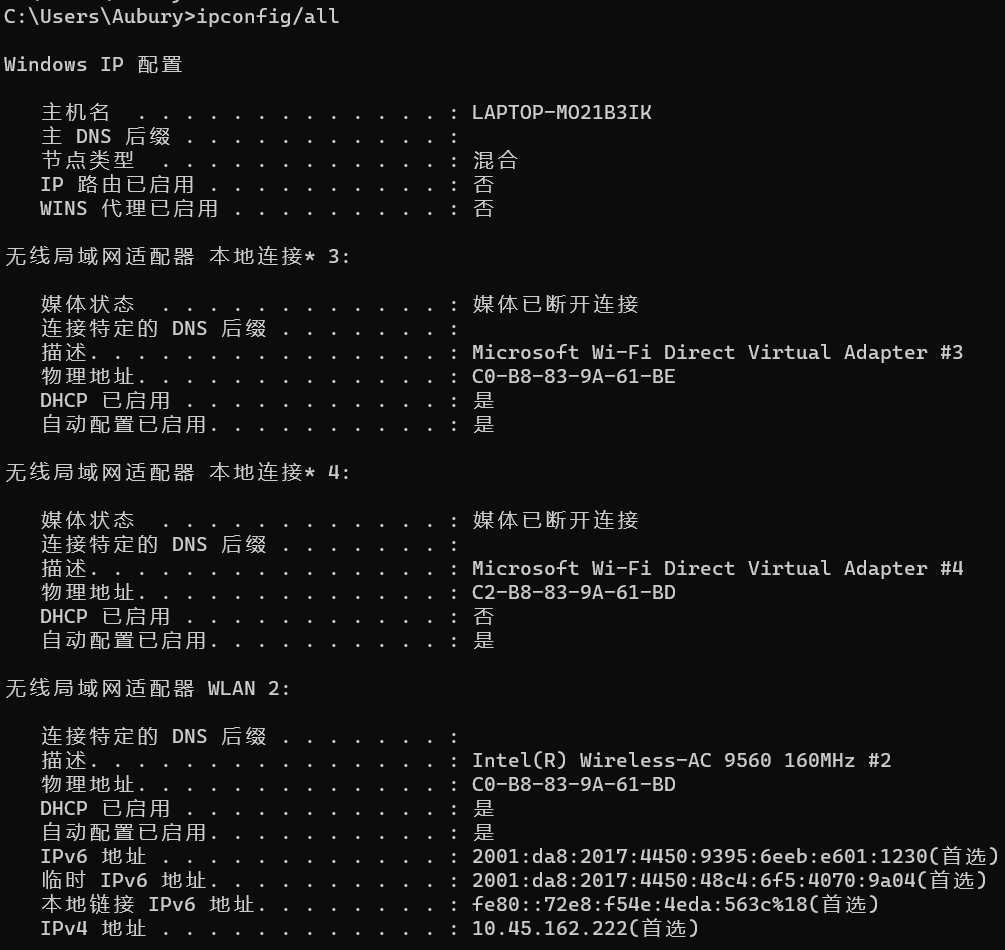 C:\Users\Aubury>ipconfig/all
Windows IP 配置
主机名 . . . . . . . . . . . . . : LAPTOP-MO21B3IK
主 DNS 后缀 . . . . . . . . . . . :
节点类型 . . . . . . . . . . . . : 混合
IP 路由已启用 . . . . . . . . . . : 否
WINS 代理已启用 . . . . . . . . . : 否
无线局域网适配器 本地连接* 3:
媒体状态 . . . . . . . . . . . . : 媒体已断开连接
连接特定的 DNS 后缀 . . . . . . . :
描述. . . . . . . . . . . . . . . : Microsoft Wi-Fi Direct Virtual Adapter #3
物理地址. . . . . . . . . . . . . : C0-B8-83-9A-61-BE
DHCP 已启用 . . . . . . . . . . . : 是
自动配置已启用. . . . . . . . . . : 是
无线局域网适配器 本地连接* 4:
媒体状态 . . . . . . . . . . . . : 媒体已断开连接
连接特定的 DNS 后缀 . . . . . . . :
描述. . . . . . . . . . . . . . . : Microsoft Wi-Fi Direct Virtual Adapter #4
物理地址. . . . . . . . . . . . . : C2-B8-83-9A-61-BD
DHCP 已启用 . . . . . . . . . . . : 否
自动配置已启用. . . . . . . . . . : 是
无线局域网适配器 WLAN 2:
连接特定的 DNS 后缀 . . . . . . . :
描述. . . . . . . . . . . . . . . : Intel(R) Wireless-AC 9560 160MHz #2
物理地址. . . . . . . . . . . . . : C0-B8-83-9A-61-BD
DHCP 已启用 . . . . . . . . . . . : 是
自动配置已启用. . . . . . . . . . : 是
IPv6 地址 . . . . . . . . . . . . : 2001:da8:2017:4450:9395:6eeb:e601:1230(首选)
临时 IPv6 地址. . . . . . . . . . : 2001:da8:2017:4450:48c4:6f5:4070:9a04(首选)
本地链接 IPv6 地址. . . . . . . . : fe80::72e8:f54e:4eda:563c%18(首选)
IPv4 地址 . . . . . . . . . . . . : 10.45.162.222(首选)